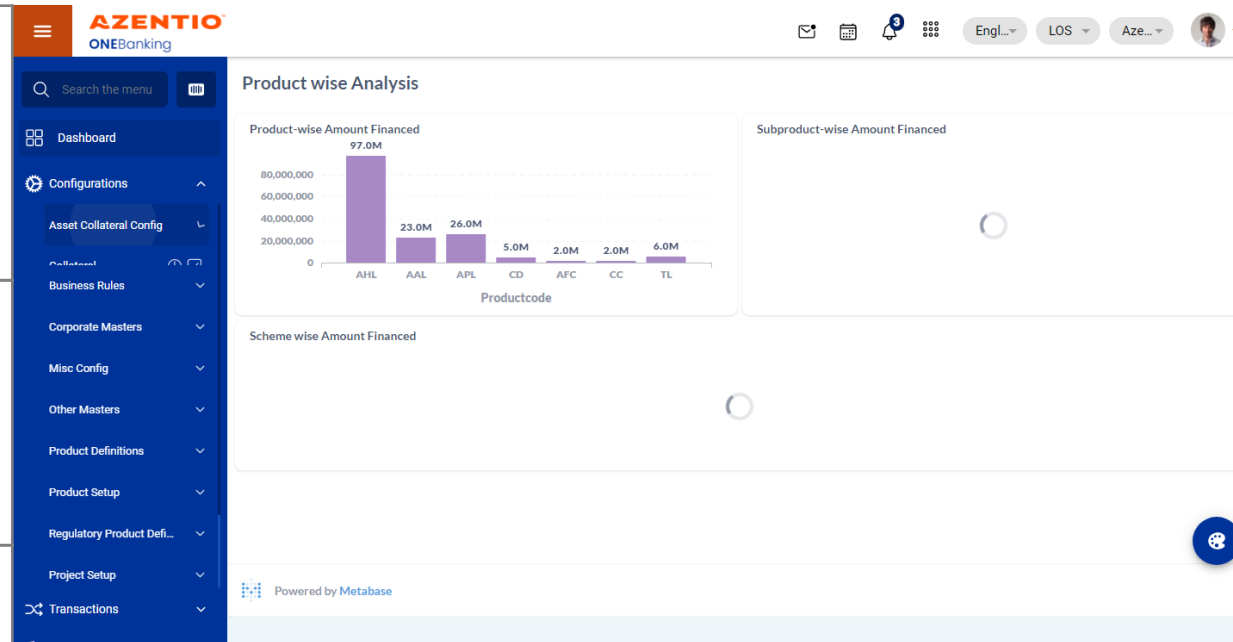 AZENTIO
ONEBanking
3
Engl...
LOS
Aze...
Search the menu
Dashboard
Configurations
Asset Collateral Config
Collateral
Business Rules
Corporate Masters
Misc Config
Other Masters
Product Definitions
Product Setup
Regulatory Product Defi...
Project Setup
Transactions
Product wise Analysis
Product-wise Amount Financed
97.0M
80,000,000
60,000,000
40,000,000
20,000,000
0
23.0M
26.0M
5.0M
2.0M
2.0M
6.0M
AHL AAL APL CD AFC CC TL
Productcode
Subproduct-wise Amount Financed
Scheme wise Amount Financed
Powered by Metabase